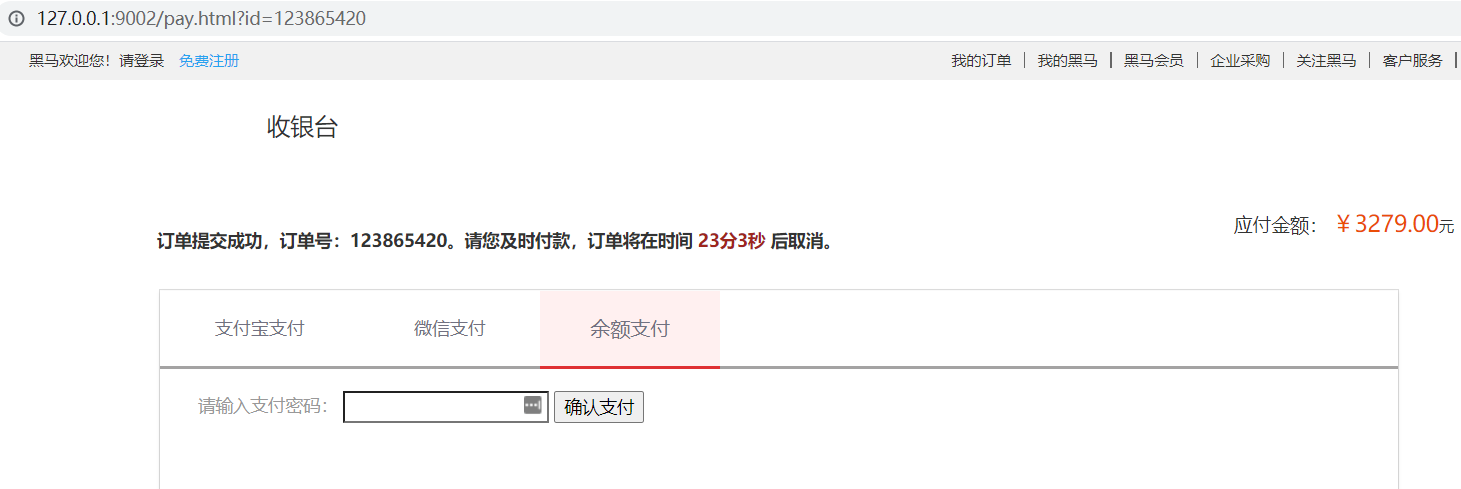 127.0.0.1:9002/pay.html?id=123865420
黑马欢迎您！请登录 免费注册 我的订单 | 我的黑马 | 黑马会员 | 企业采购 | 关注黑马 | 客户服务 |
收银台
订单提交成功，订单号：123865420。请您及时付款，订单将在时间 23分3秒 后取消。 应付金额： ￥3279.00元
支付宝支付 微信支付 余额支付
请输入支付密码： 确认支付